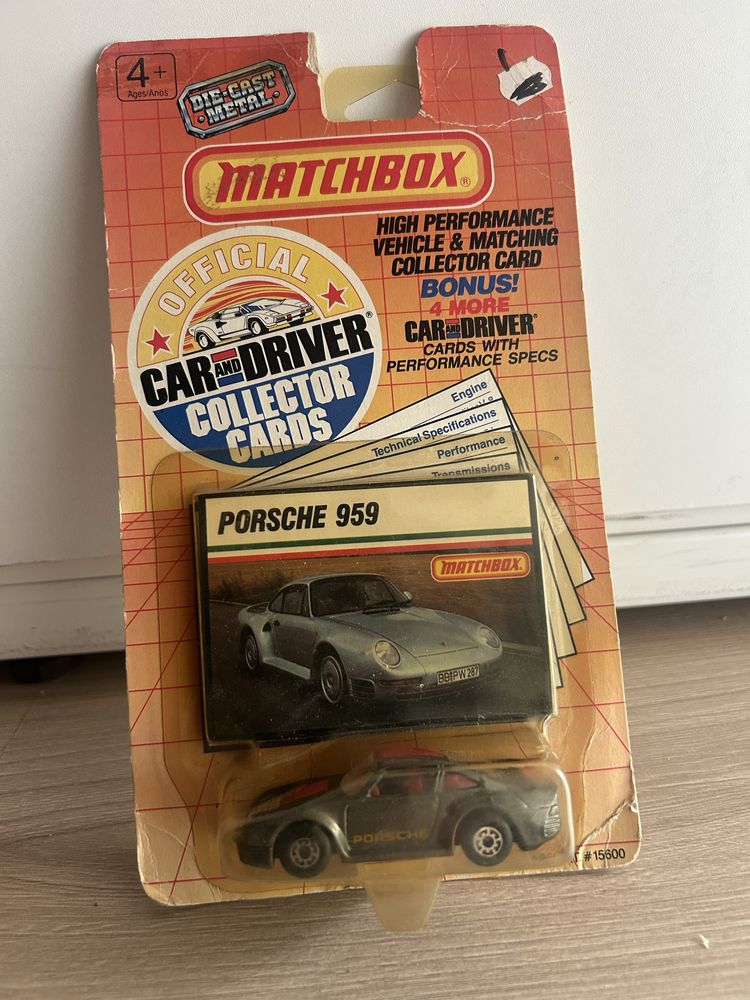 4+
Ages/Anos
DIE-CAST
METAL
MATCHBOX®
HIGH PERFORMANCE
VEHICLE & MATCHING
COLLECTOR CARD
BONUS!
4 MORE
CAR AND DRIVER®
CARDS WITH
PERFORMANCE SPECS
OFFICIAL
CAR AND DRIVER®
COLLECTOR
CARDS
Engine
Technical Specifications
Performance
Transmissions
PORSCHE 959
MATCHBOX
BB PW 287
PORSCHE
#15600